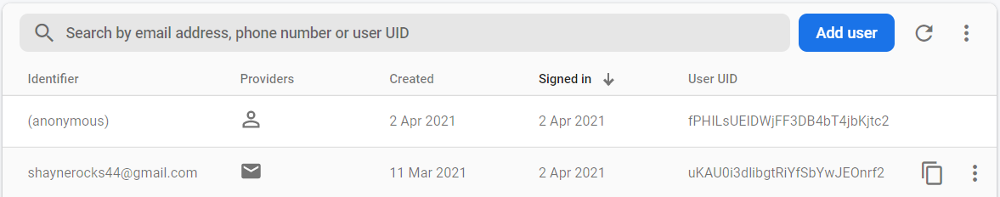 Search by email address, phone number or user UID Add user
Identifier Providers Created Signed in User UID
(anonymous) 2 Apr 2021 2 Apr 2021 fPHILsUEIDWjFF3DB4bT4jbKjtc2
shaynerocks44@gmail.com 11 Mar 2021 2 Apr 2021 uKAU0i3dIibgtRiYfSbYwJEOnrf2